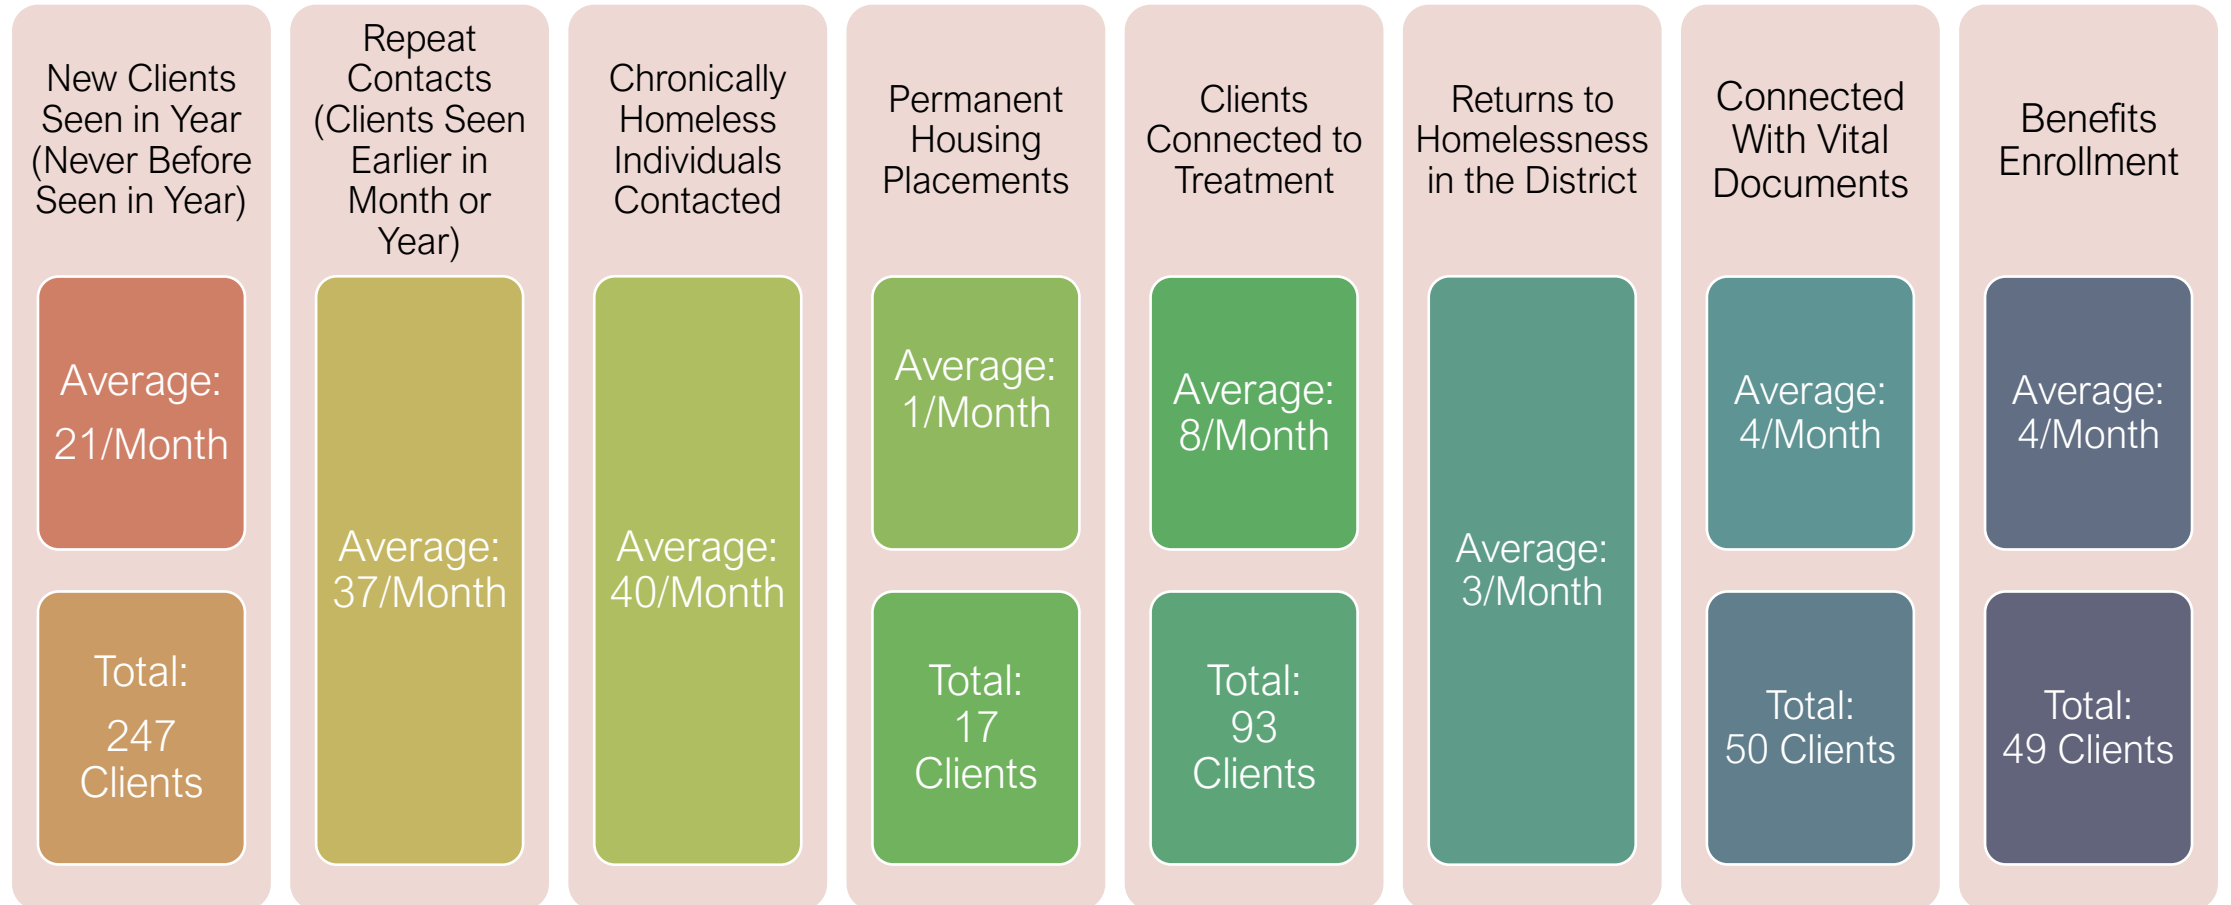 New Clients
Seen in Year
(Never Before
Seen in Year)
Average:
21/Month
Total:
247
Clients
Repeat
Contacts
(Clients Seen
Earlier in
Month or
Year)
Average:
37/Month
Chronically
Homeless
Individuals
Contacted
Average:
40/Month
Permanent
Housing
Placements
Average:
1/Month
Total:
17
Clients
Clients
Connected to
Treatment
Average:
8/Month
Total:
93
Clients
Returns to
Homelessness
in the District
Average:
3/Month
Connected
With Vital
Documents
Average:
4/Month
Total:
50 Clients
Benefits
Enrollment
Average:
4/Month
Total:
49 Clients